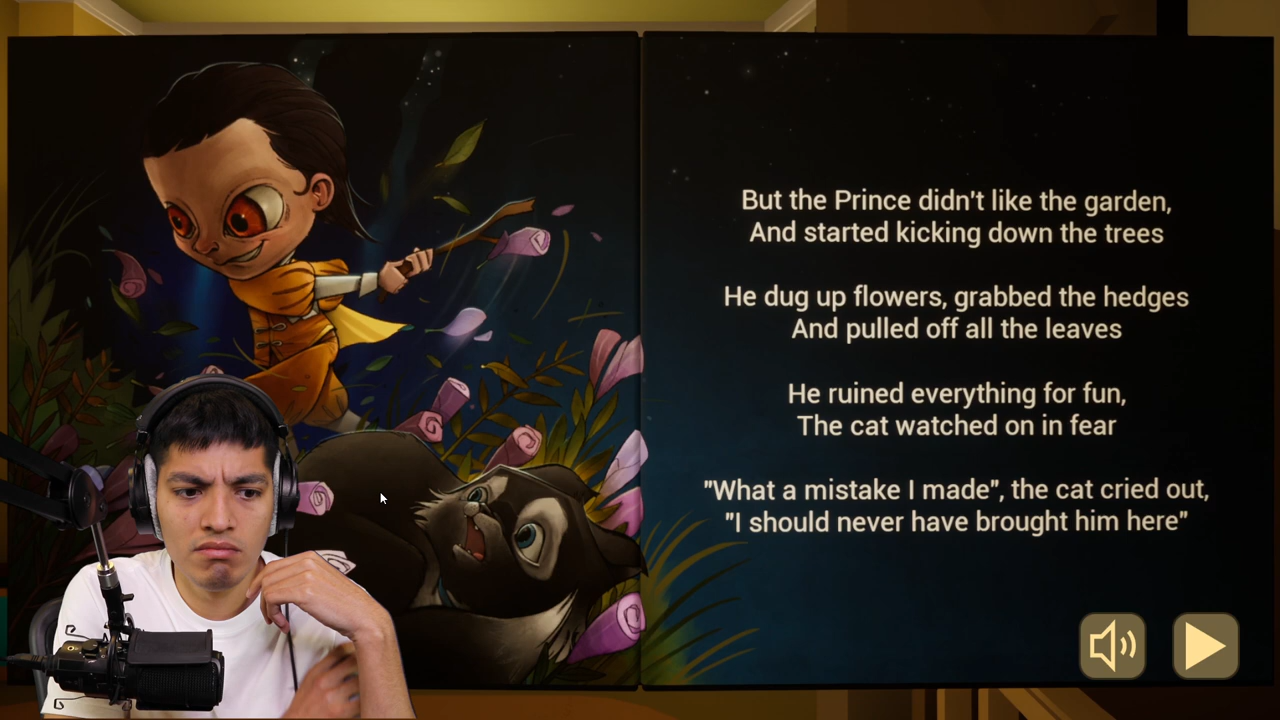 But the Prince didn't like the garden,
And started kicking down the trees
He dug up flowers, grabbed the hedges
And pulled off all the leaves
He ruined everything for fun,
The cat watched on in fear
"What a mistake I made", the cat cried out,
"I should never have brought him here"